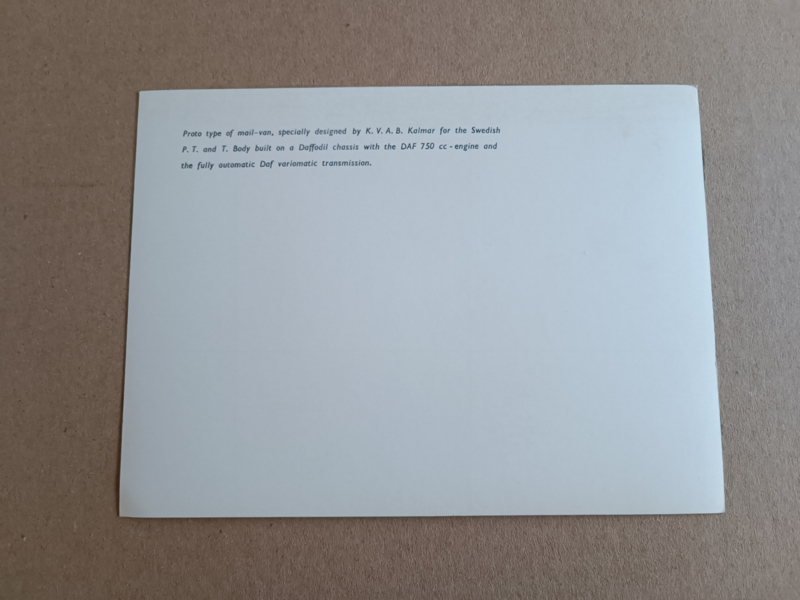 Proto type of mail-van, specially designed by K. V. A. B. Kalmar for the Swedish
P. T. and T. Body built on a Daffodil chassis with the DAF 750 cc - engine and
the fully automatic Daf variomatic transmission.